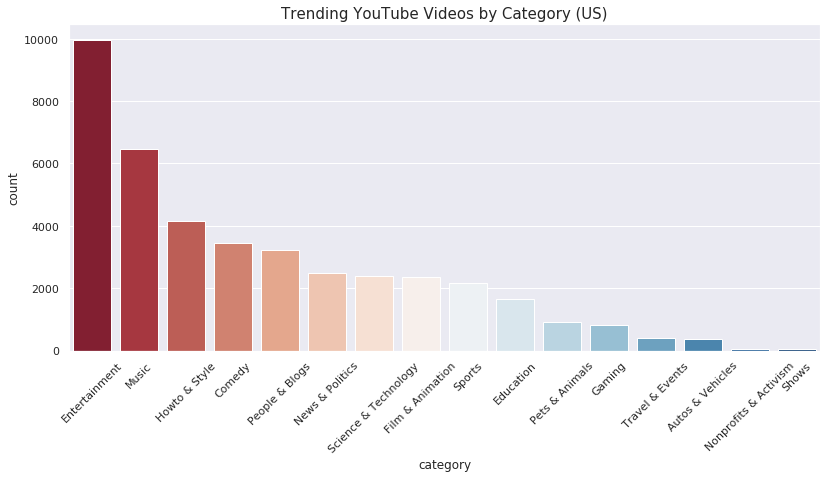 Trending YouTube Videos by Category (US)
10000
8000
6000
4000
2000
0
count
Entertainment
Music
Howto & Style
Comedy
People & Blogs
News & Politics
Science & Technology
Film & Animation
Sports
Education
Pets & Animals
Gaming
Travel & Events
Autos & Vehicles
Nonprofits & Activism
Shows
category